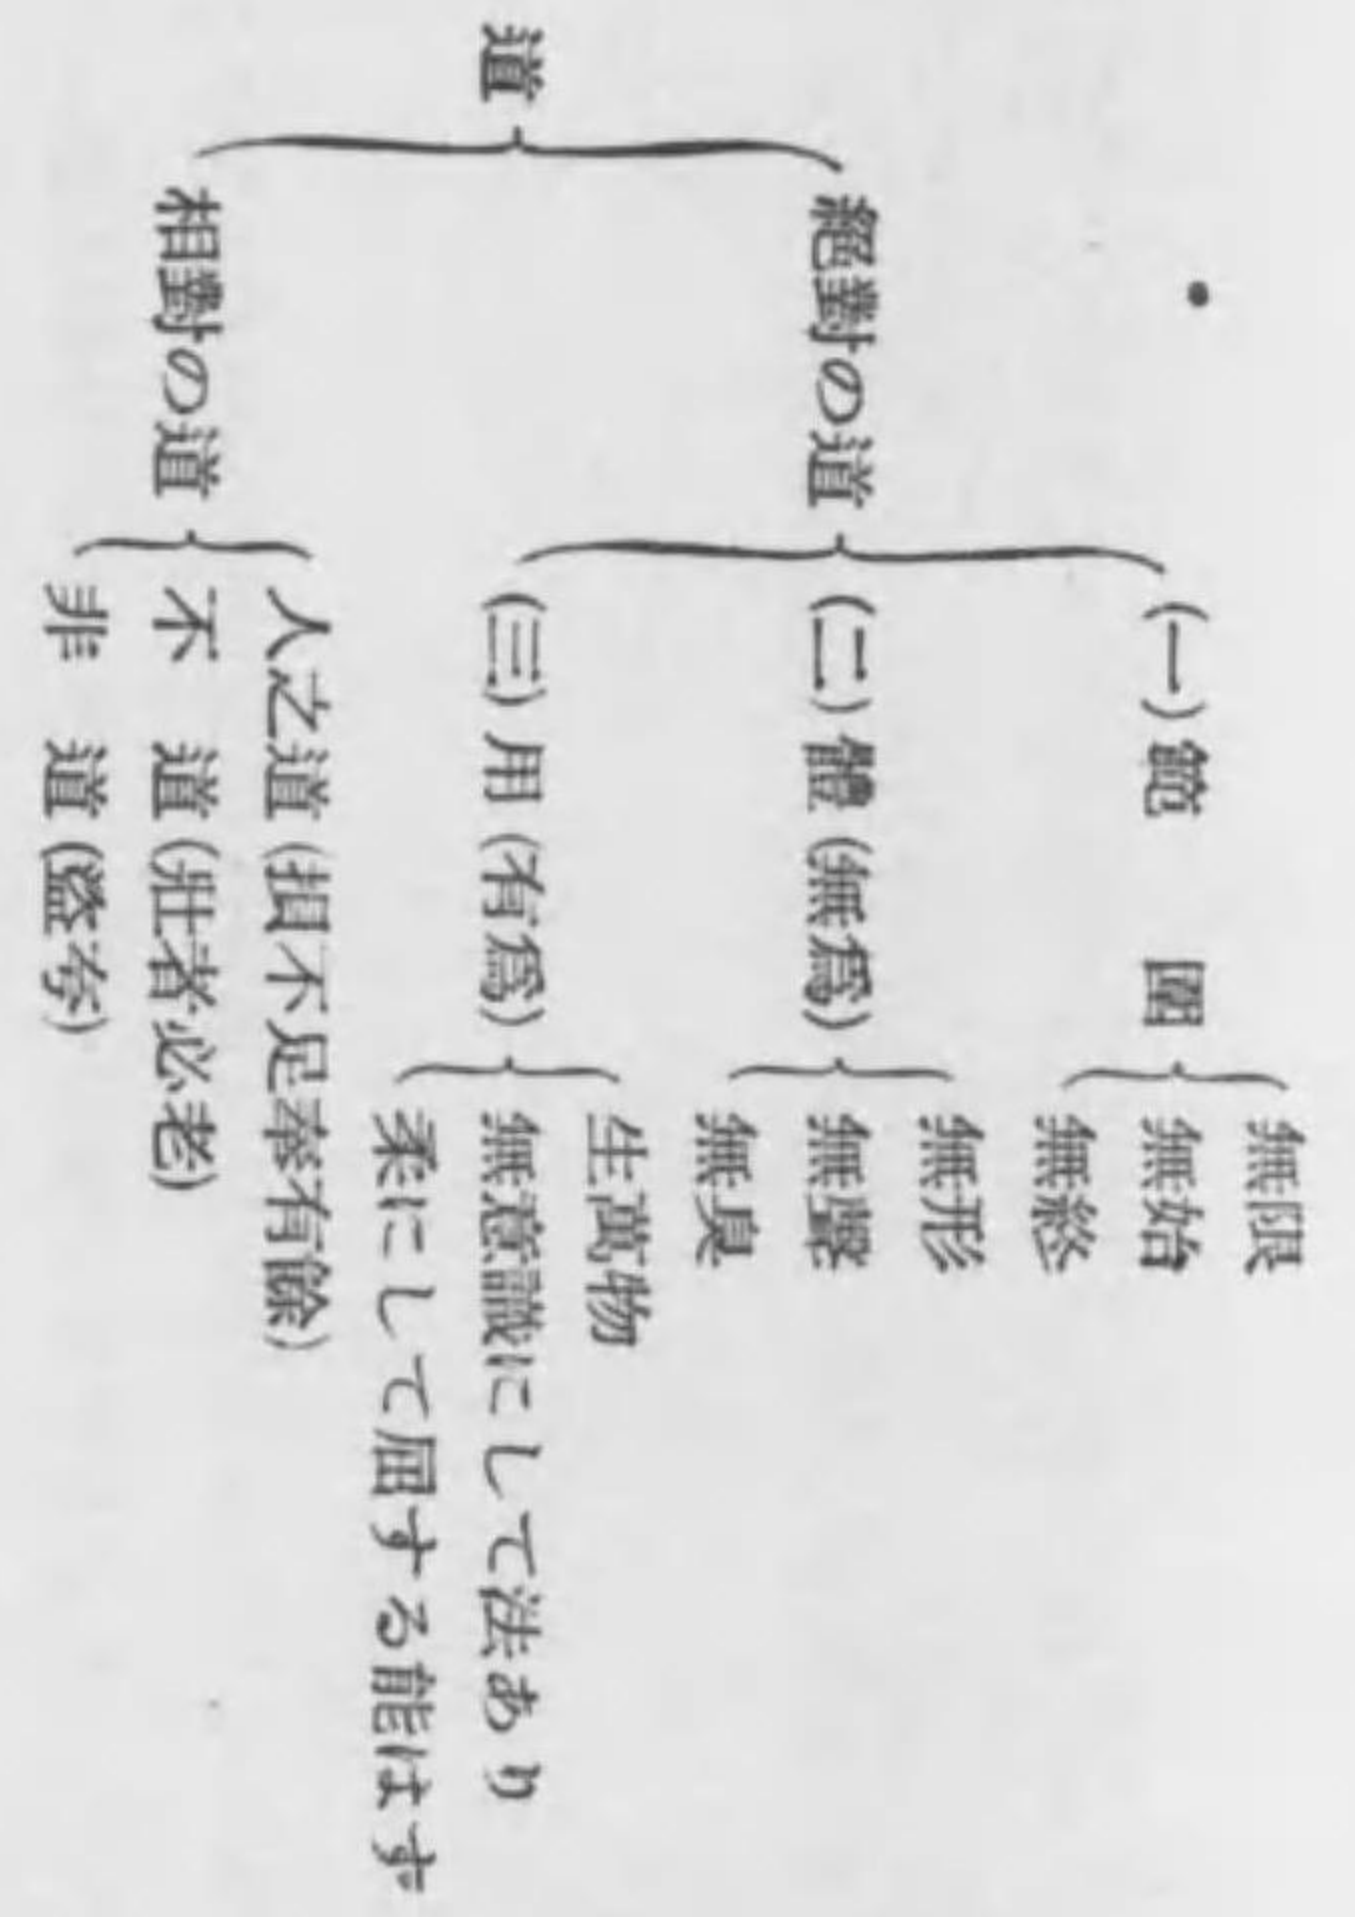 道
絕對の道
(一)範圍
無限
無始
無終
(二)體(無爲)
無形
無聲
無臭
(三)用(有爲)
生萬物
無意識にして法あり
柔にして屈する能はず
相對の道
人之道(損不足奉有餘)
不道(壯者必老)
非道(盜夸)